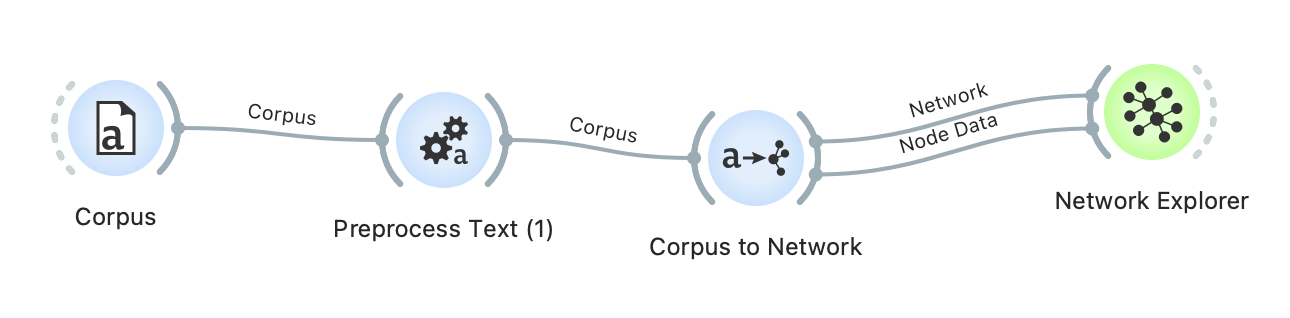 Corpus
Corpus
Network
Node Data
a
a
a
Corpus
Preprocess Text (1)
Corpus to Network
Network Explorer